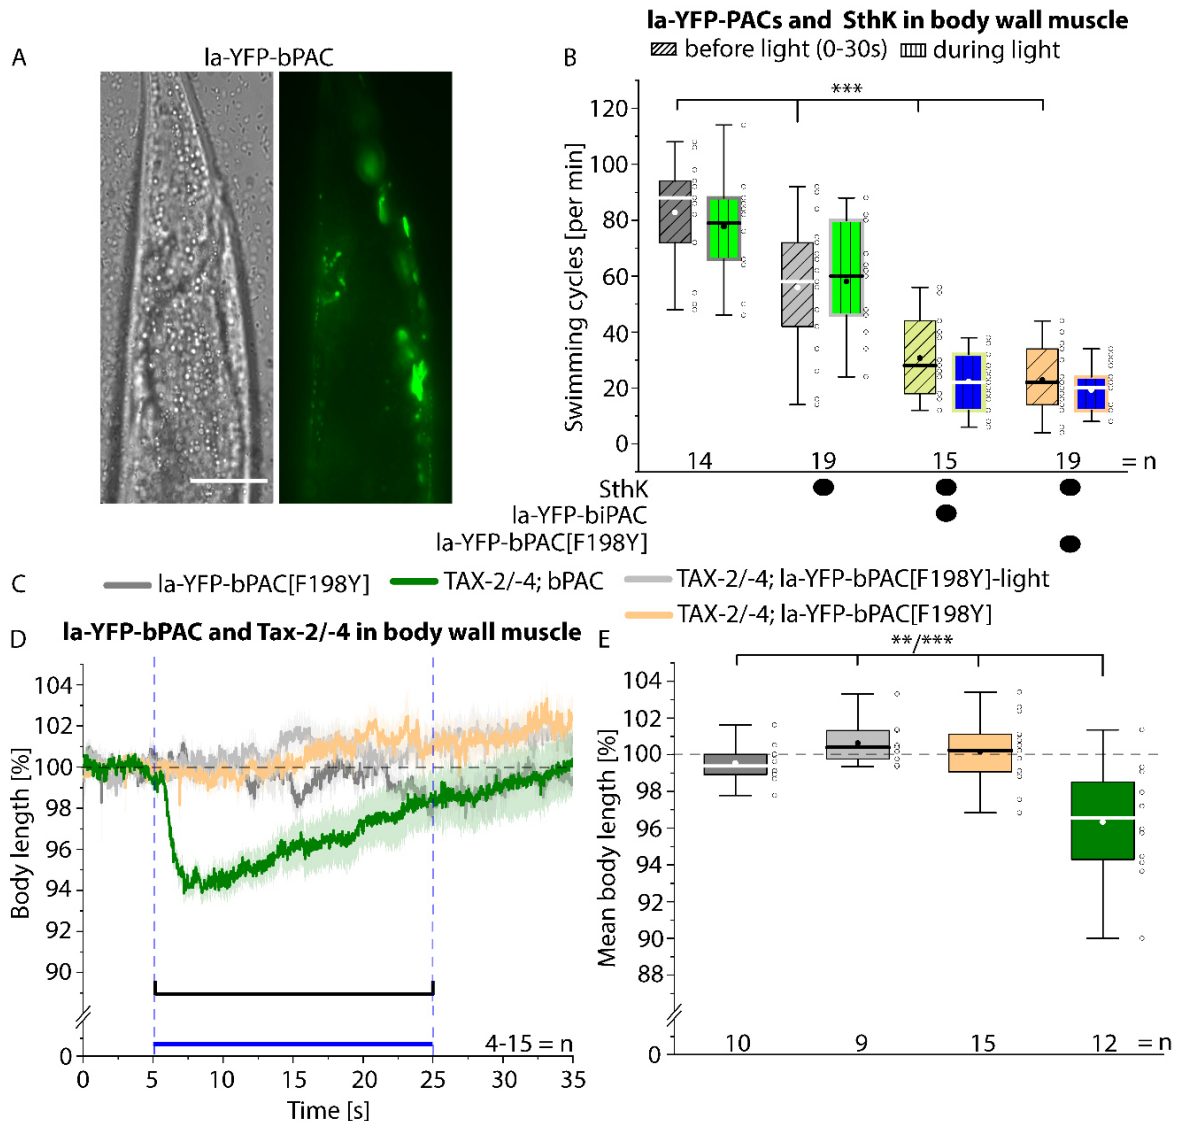 la-YFP-PACs and SthK in body wall muscle
A
la-YFP-bPAC
B
before light (0-30s)
during light
***
120
100
80
60
40
20
0
Swimming cycles [per min]
14
19
15
19
= n
SthK
la-YFP-biPAC
la-YFP-bPAC[F198Y]
C
la-YFP-bPAC[F198Y]
TAX-2/-4; bPAC
TAX-2/-4; la-YFP-bPAC[F198Y]-light
TAX-2/-4; la-YFP-bPAC[F198Y]
D
la-YFP-bPAC and Tax-2/-4 in body wall muscle
104
102
100
98
96
94
92
90
0
Body length [%]
4-15 = n
0
5
10
15
20
25
30
35
Time [s]
E
**/***
104
102
100
98
96
94
92
90
88
0
Mean body length [%]
10
9
15
12
= n